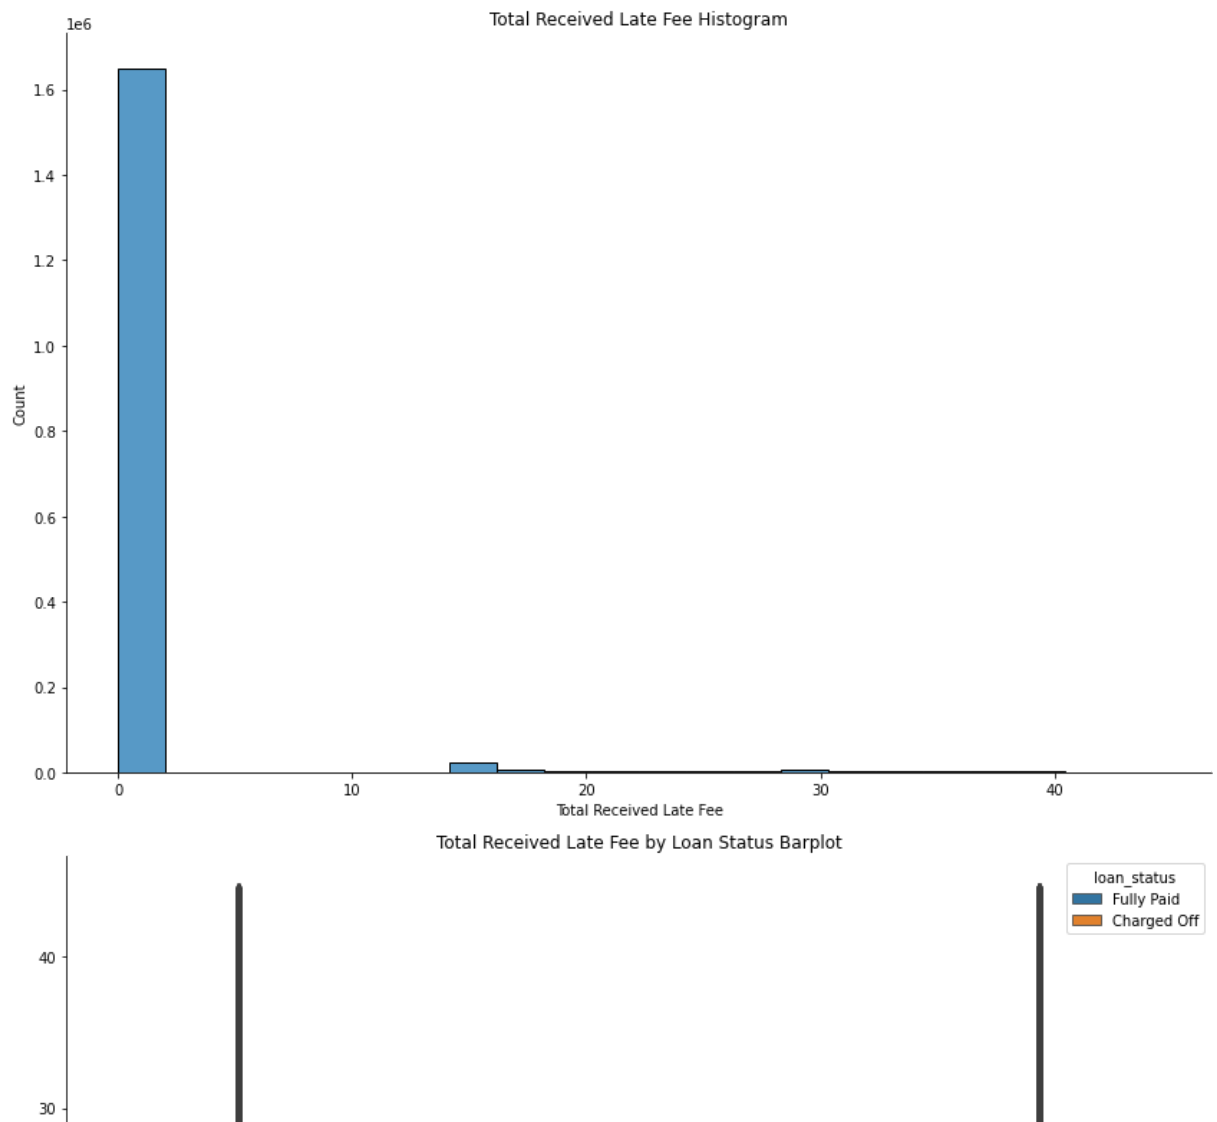 Total Received Late Fee Histogram
1e6
1.6
1.4
1.2
1.0
Count
0.8
0.6
0.4
0.2
0.0
0 10 20 30 40
Total Received Late Fee
Total Received Late Fee by Loan Status Barplot
loan_status
Fully Paid
Charged Off
40
30